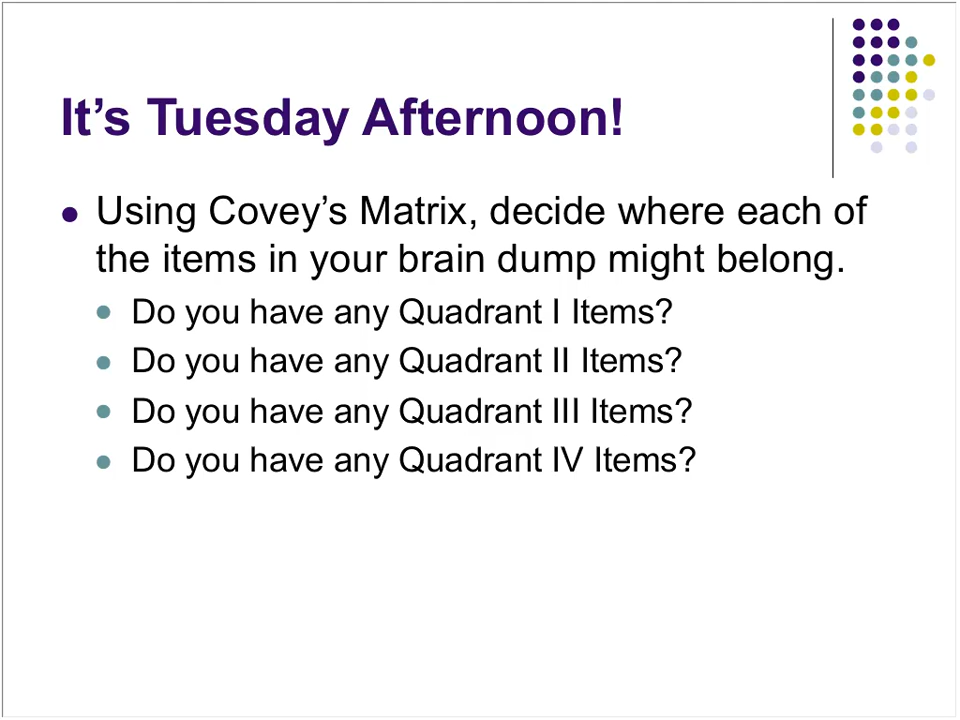 It’s Tuesday Afternoon!
Using Covey’s Matrix, decide where each of
the items in your brain dump might belong.
Do you have any Quadrant I Items?
Do you have any Quadrant II Items?
Do you have any Quadrant III Items?
Do you have any Quadrant IV Items?